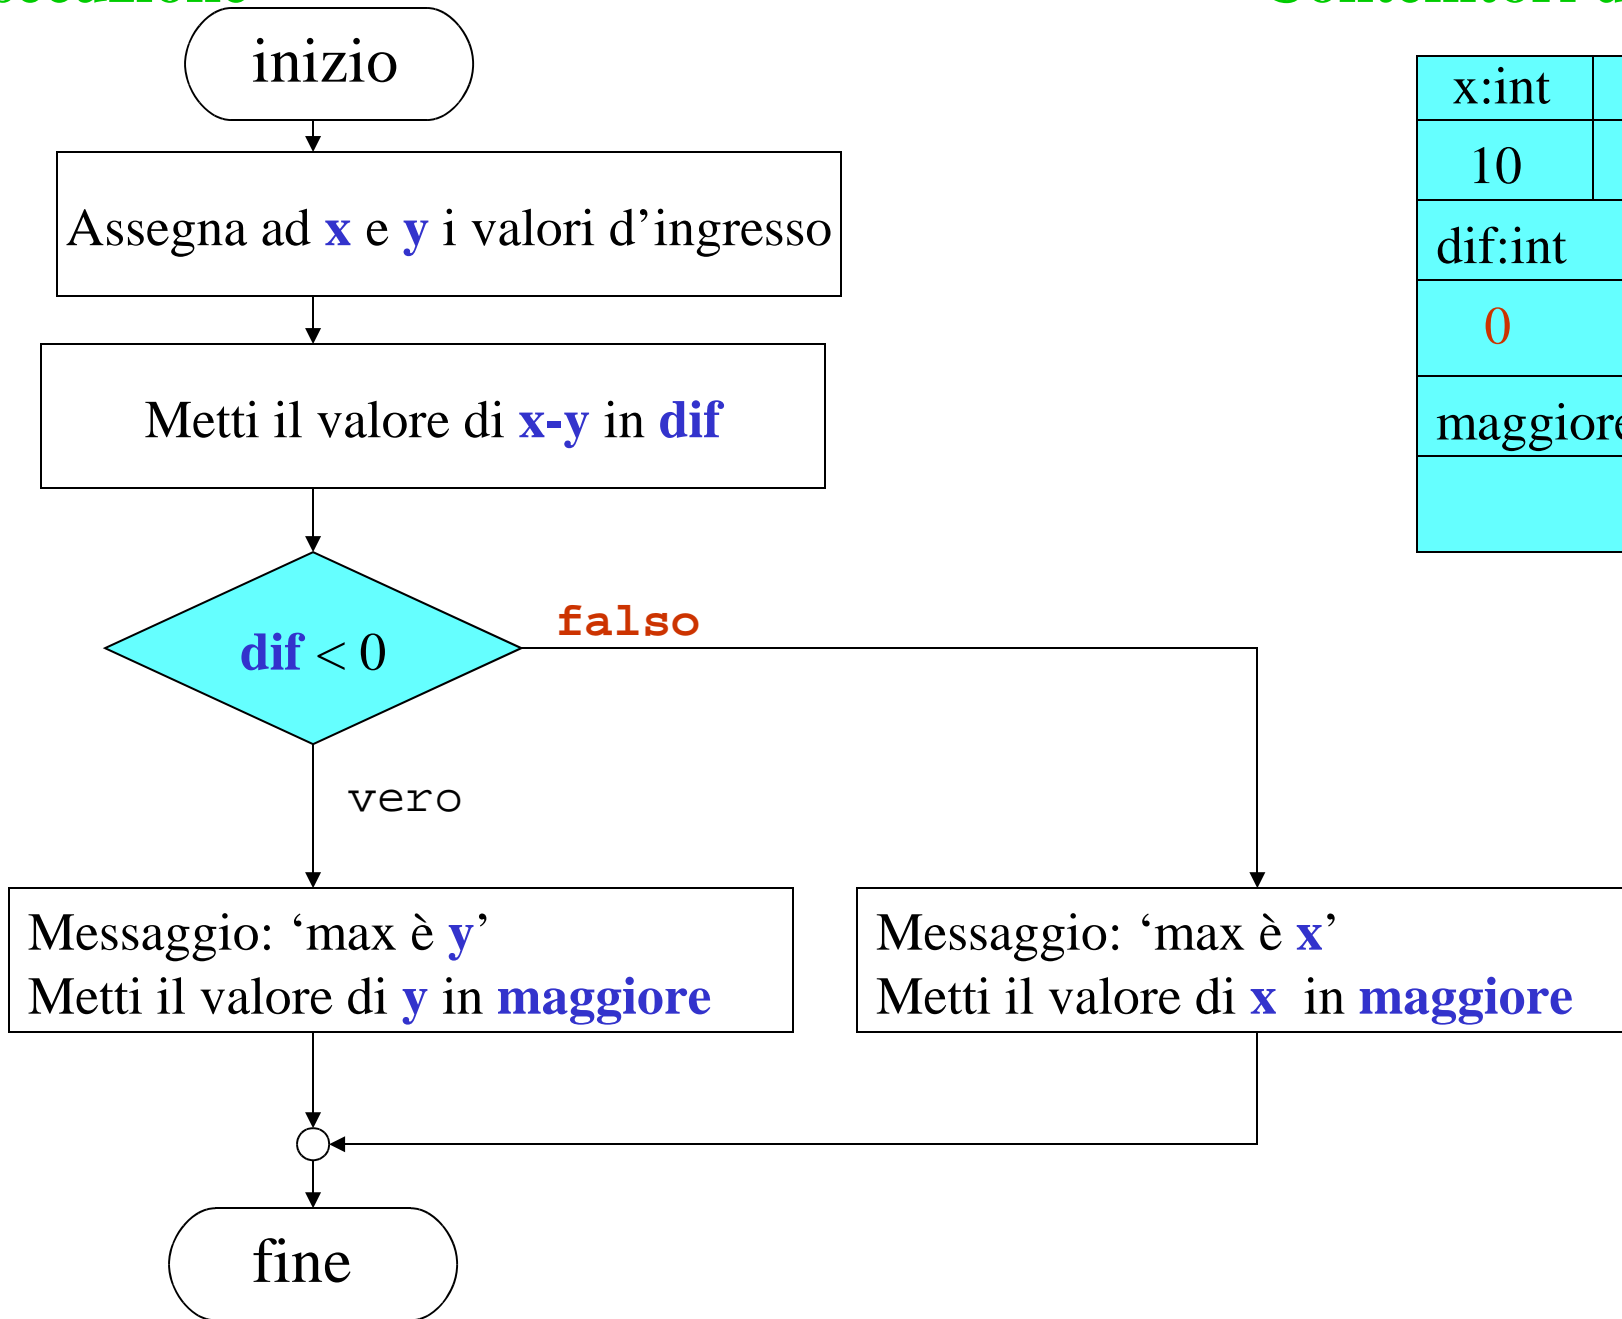 inizio
Assegna ad x e y i valori d'ingresso
Metti il valore di x-y in dif
dif < 0
falso
vero
Messaggio: ‘max è y’
Metti il valore di y in maggiore
Messaggio: ‘max è x’
Metti il valore di x in maggiore
fine
x:int
10
dif:int
0
maggiore